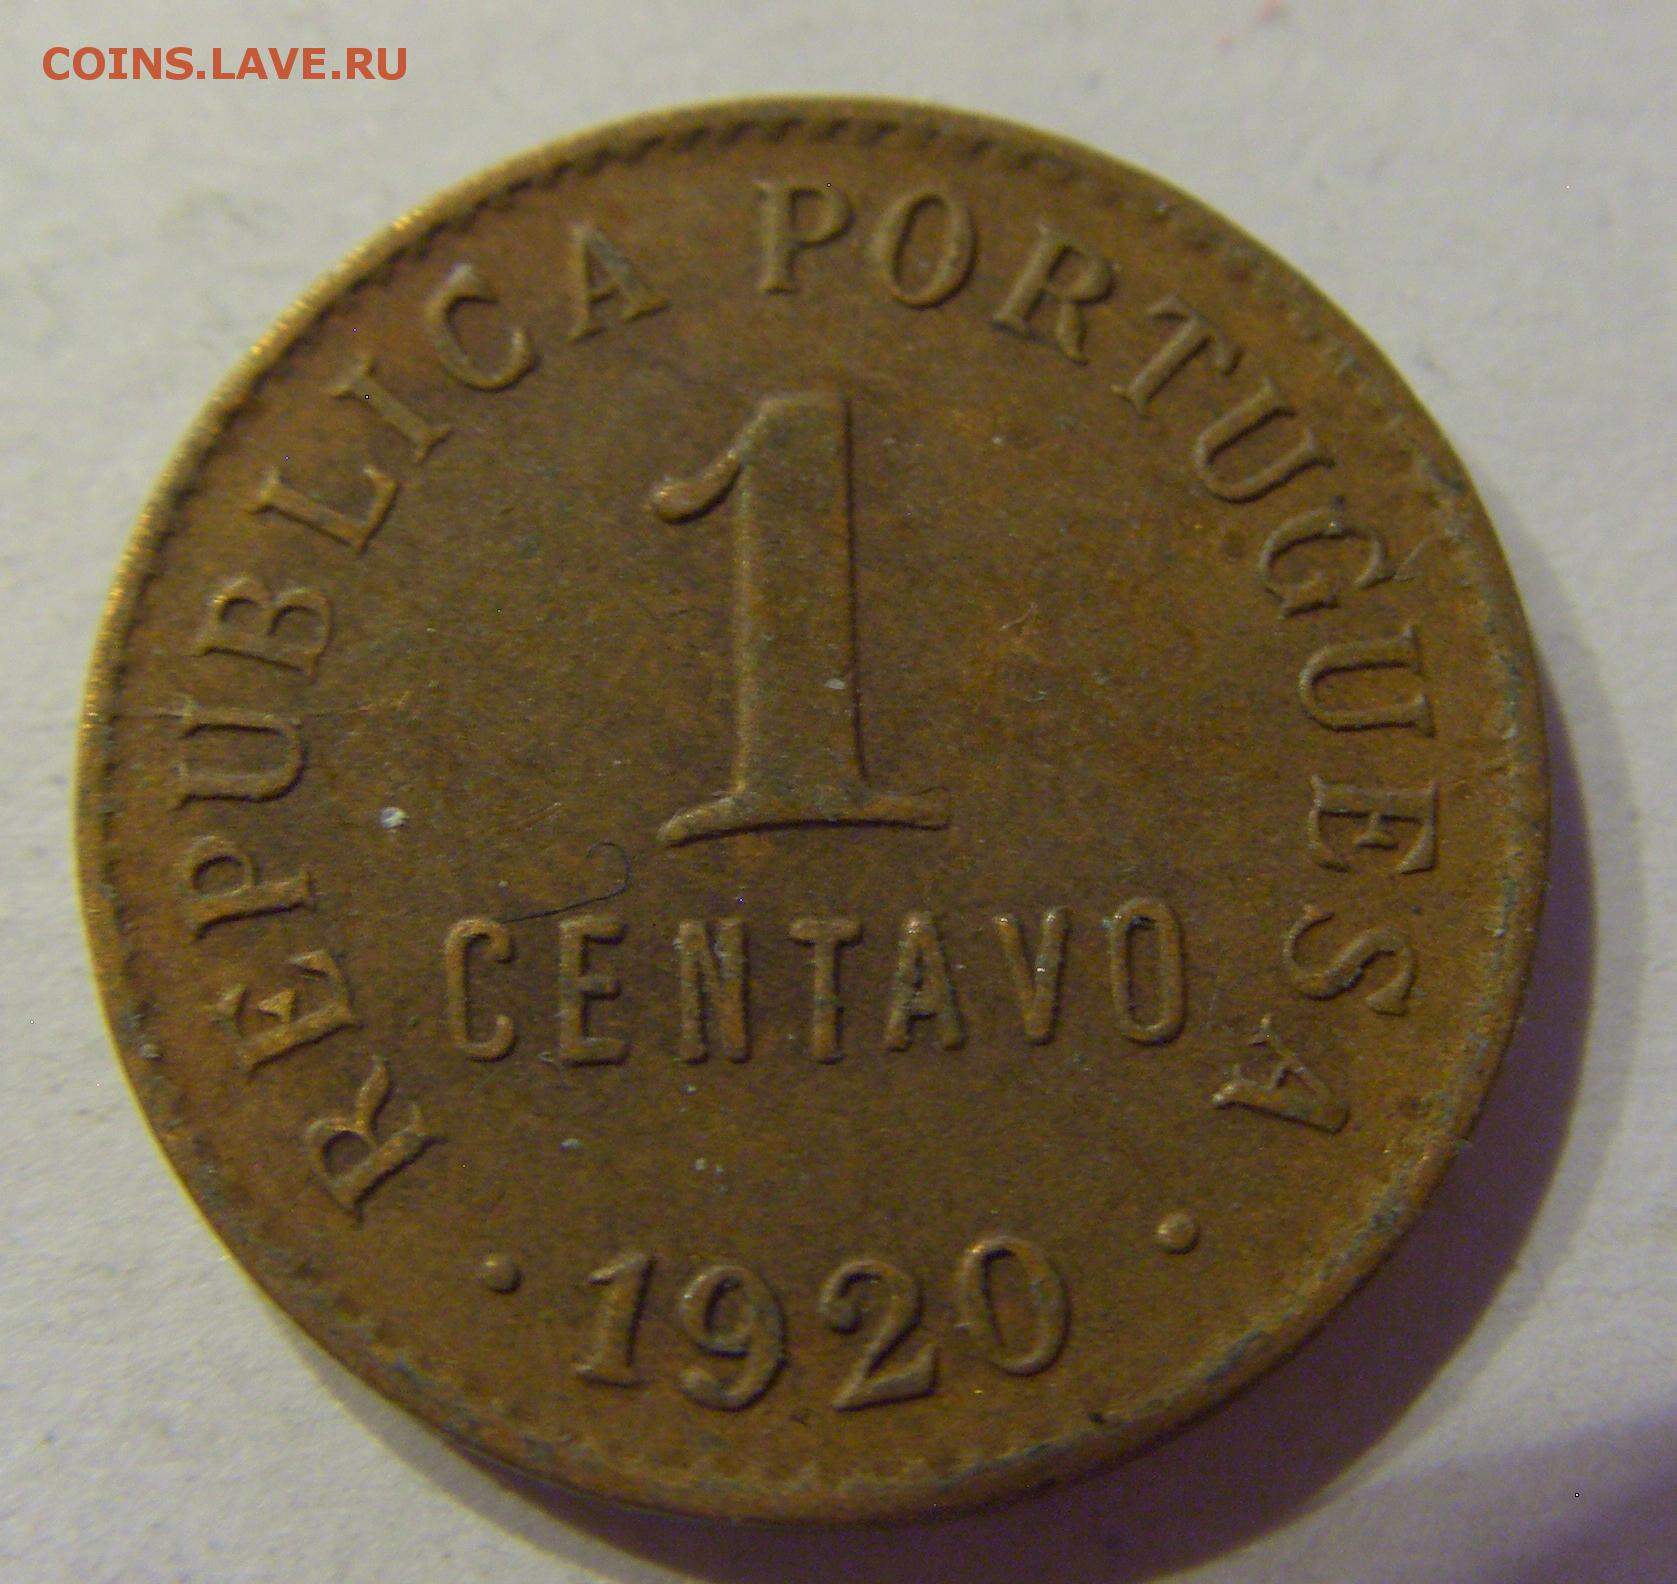 COINS.LAVE.RU
REPUBLICA PORTUGUESA
1
CENTAVO
· 1920 ·